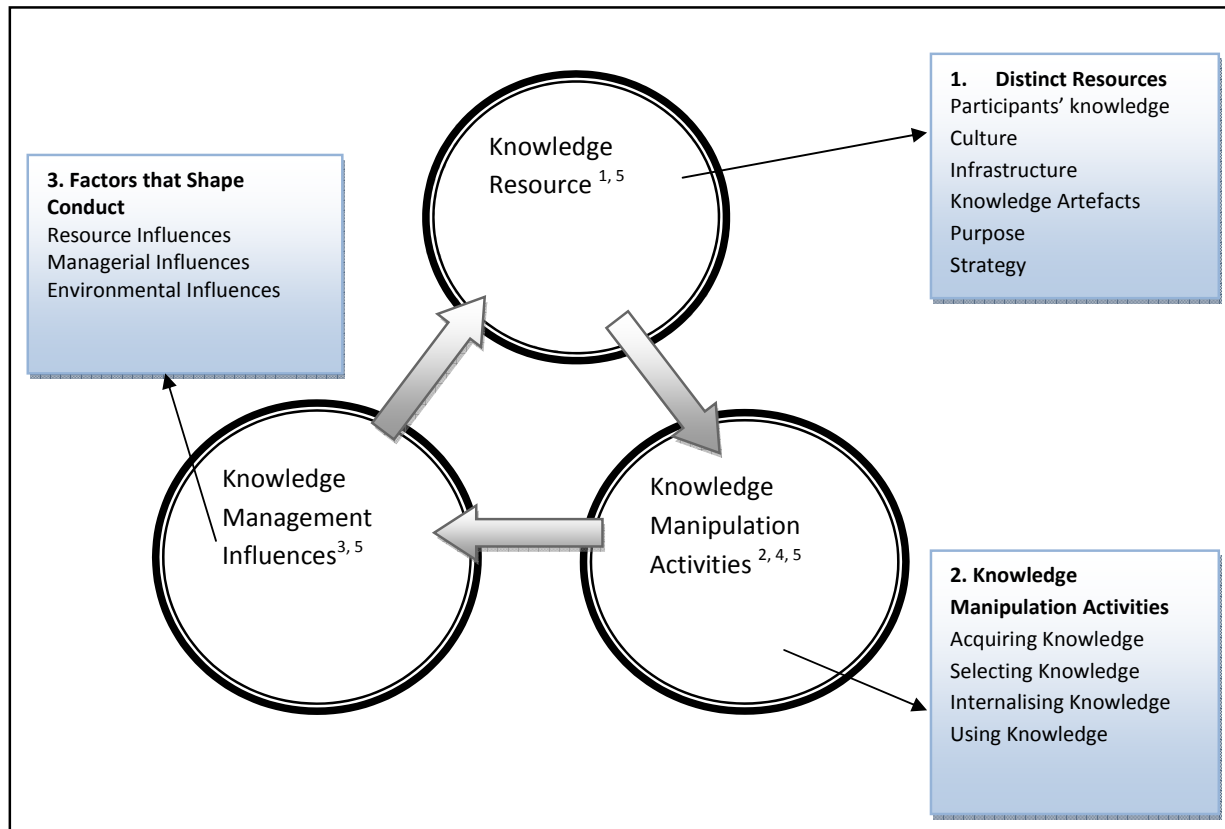 Knowledge
Resource 1, 5
1. Distinct Resources
Participants’ knowledge
Culture
Infrastructure
Knowledge Artefacts
Purpose
Strategy
3. Factors that Shape
Conduct
Resource Influences
Managerial Influences
Environmental Influences
Knowledge
Management
Influences3, 5
Knowledge
Manipulation
Activities 2, 4, 5
2. Knowledge
Manipulation Activities
Acquiring Knowledge
Selecting Knowledge
Internalising Knowledge
Using Knowledge